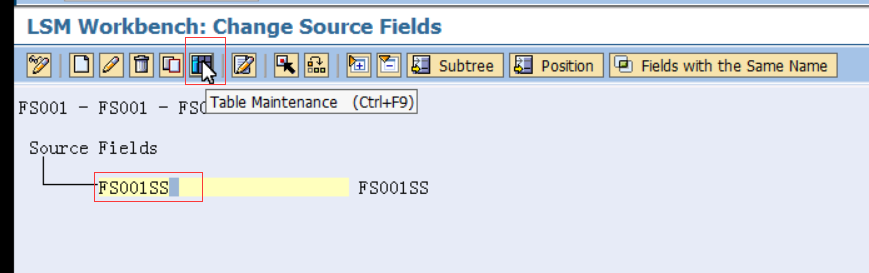 LSM Workbench: Change Source Fields
Subtree Position Fields with the Same Name
FS001 - FS001 - FS0
Table Maintenance (Ctrl+F9)
Source Fields
FS001SS FS001SS